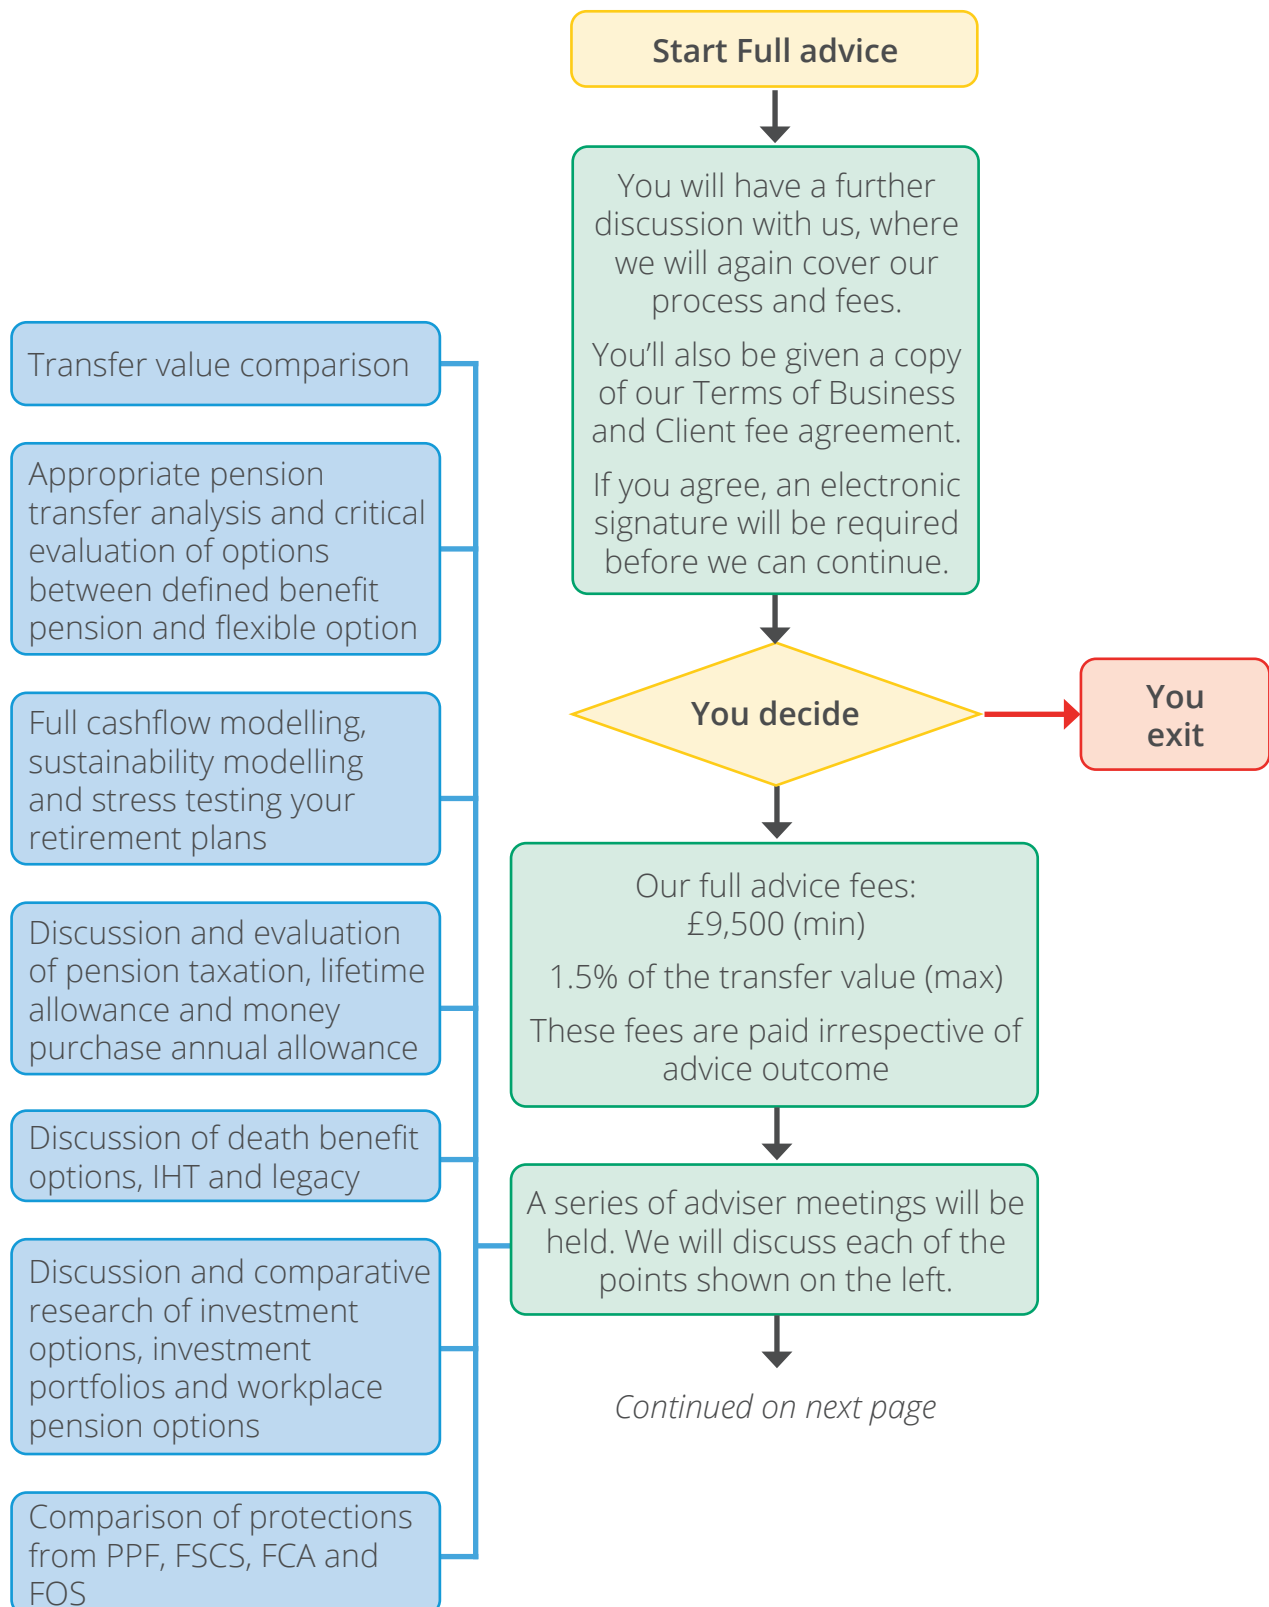 Start Full advice
You will have a further
discussion with us, where
we will again cover our
process and fees.
You’ll also be given a copy
of our Terms of Business
and Client fee agreement.
If you agree, an electronic
signature will be required
before we can continue.
You decide
You
exit
Our full advice fees:
£9,500 (min)
1.5% of the transfer value (max)
These fees are paid irrespective of
advice outcome
A series of adviser meetings will be
held. We will discuss each of the
points shown on the left.
Continued on next page
Transfer value comparison
Appropriate pension
transfer analysis and critical
evaluation of options
between defined benefit
pension and flexible option
Full cashflow modelling,
sustainability modelling
and stress testing your
retirement plans
Discussion and evaluation
of pension taxation, lifetime
allowance and money
purchase annual allowance
Discussion of death benefit
options, IHT and legacy
Discussion and comparative
research of investment
options, investment
portfolios and workplace
pension options
Comparison of protections
from PPF, FSCS, FCA and
FOS